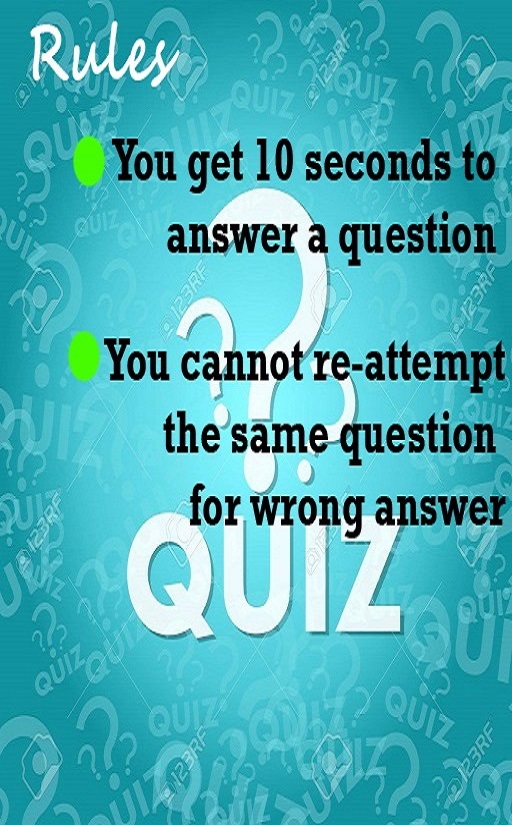 Rules
You get 10 seconds to
answer a question
You cannot re-attempt
the same question
for wrong answer
QUIZ